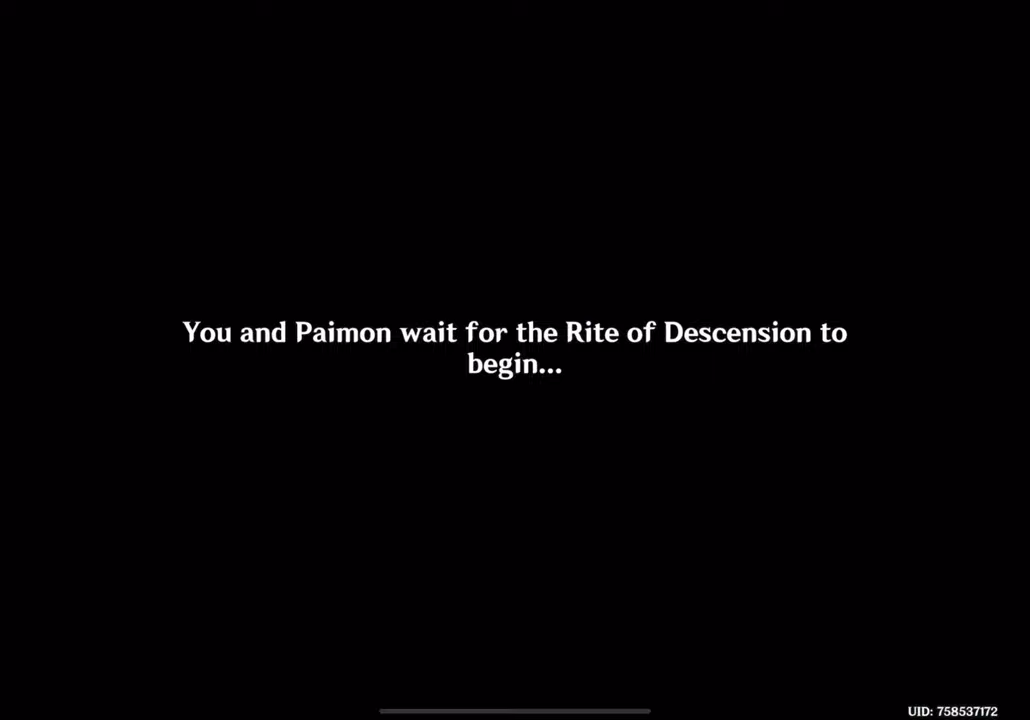 You and Paimon wait for the Rite of Descension to
begin...
UID: 758537172